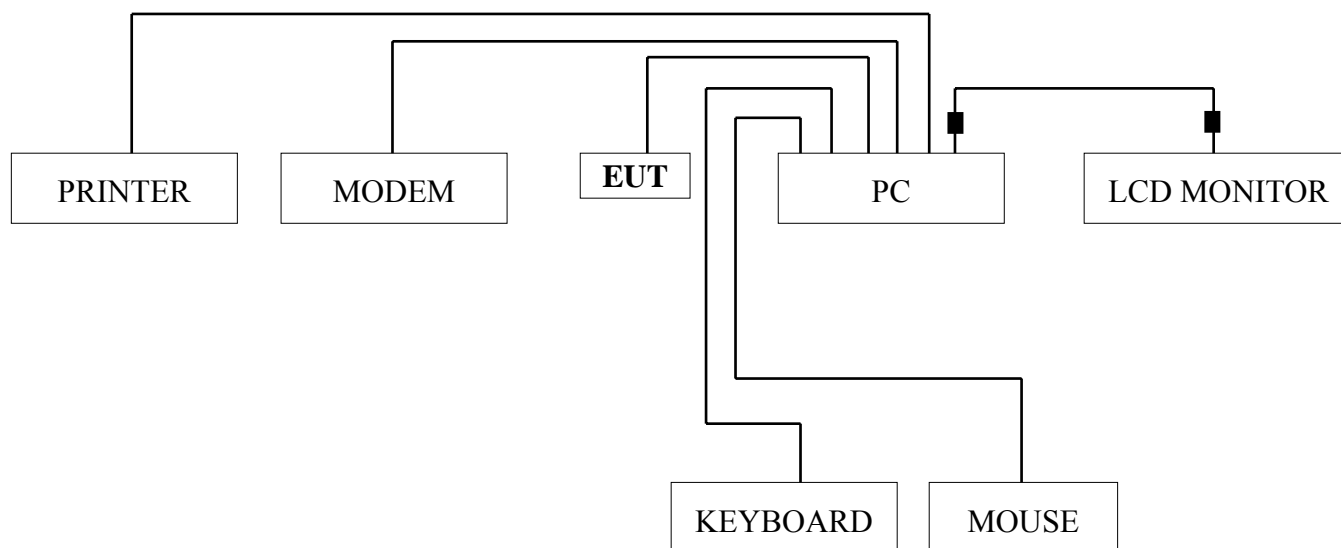 PRINTER
MODEM
EUT
PC
LCD MONITOR
KEYBOARD
MOUSE